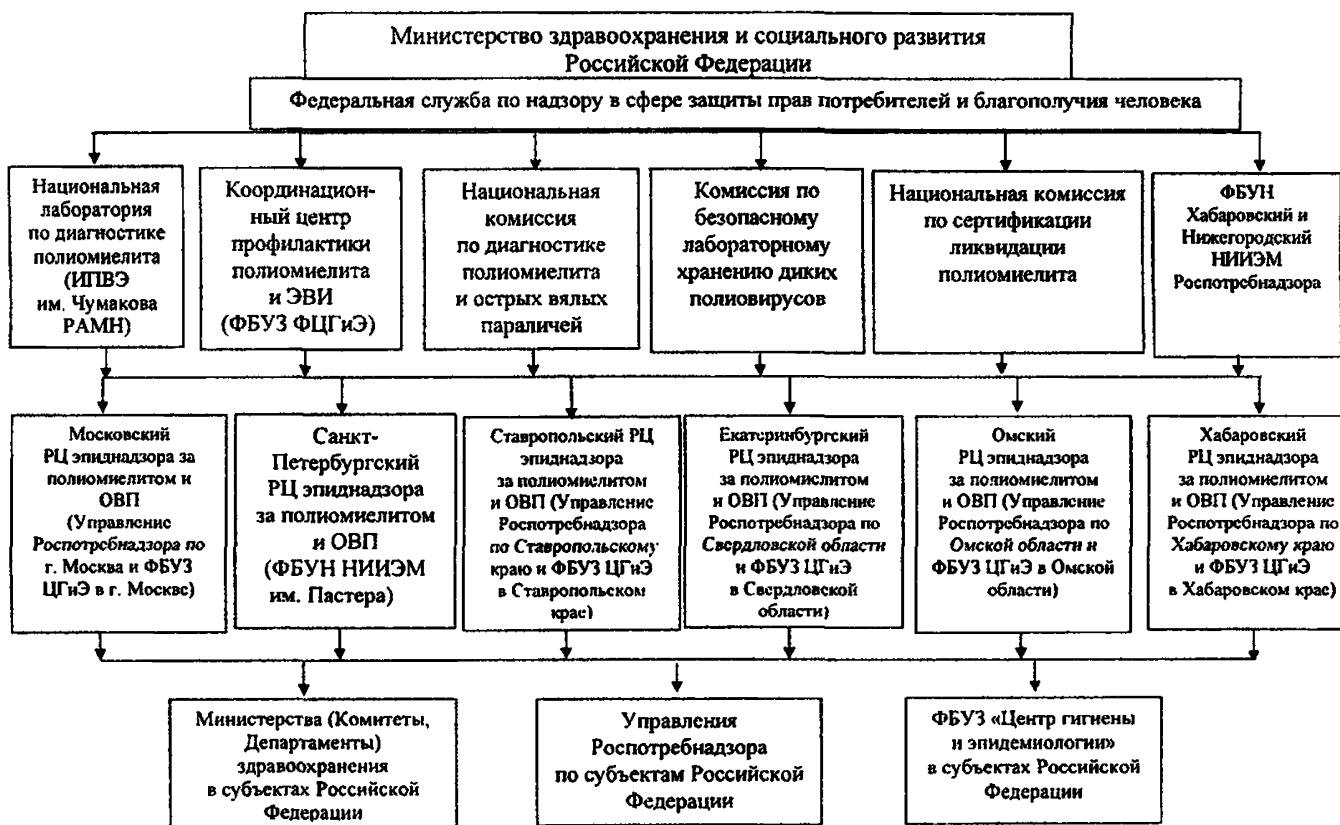 Министерство здравоохранения и социального развития
Российской Федерации
Федеральная служба по надзору в сфере защиты прав потребителей и благополучия человека
Национальная
лаборатория
по диагностике
полиомиелита
(ИПВЭ
им. Чумакова
РАМН)
Координацион-
ный центр
профилактики
полиомиелита
и ЭВИ
(ФБУЗ ФЦГиЭ)
Национальная
комиссия
по диагностике
полиомиелита
и острых вялых
параличей
Комиссия по
безопасному
лабораторному
хранению диких
полиовирусов
Национальная комиссия
по сертификации
ликвидации
полиомиелита
ФБУН
Хабаровский и
Нижегородский
НИИЭМ
Роспотребнадзора
Московский
РЦ эпиднадзора за
полиомиелитом и
ОВП
(Управление
Роспотребнадзора по
г. Москва и ФБУЗ
ЦГиЭ в г. Москве)
Санкт-
Петербургский
РЦ эпиднадзора
за полиомиелитом
и ОВП
(ФБУН НИИЭМ
им. Пастера)
Ставропольский РЦ
эпиднадзора
за полиомиелитом
и ОВП (Управление
Роспотребнадзора
по Ставропольскому
краю и ФБУЗ ЦГиЭ
в Ставропольском
крае)
Екатеринбургский
РЦ эпиднадзора
за полиомиелитом
и ОВП (Управление
Роспотребнадзора по
Свердловской области
и ФБУЗ ЦГиЭ
в Свердловской
области)
Омский
РЦ эпиднадзора
за полиомиелитом
и ОВП (Управление
Роспотребнадзора по
Омской области и
ФБУЗ ЦГиЭ в Омской
области)
Хабаровский
РЦ эпиднадзора
за полиомиелитом
и ОВП (Управление
Роспотребнадзора по
Хабаровскому краю
и ФБУЗ ЦГиЭ
в Хабаровском крае)
Министерства (Комитеты,
Департаменты)
здравоохранения
в субъектах Российской
Федерации
Управления
Роспотребнадзора
по субъектам Российской
Федерации
ФБУЗ «Центр гигиены
и эпидемиологии»
в субъектах Российской
Федерации